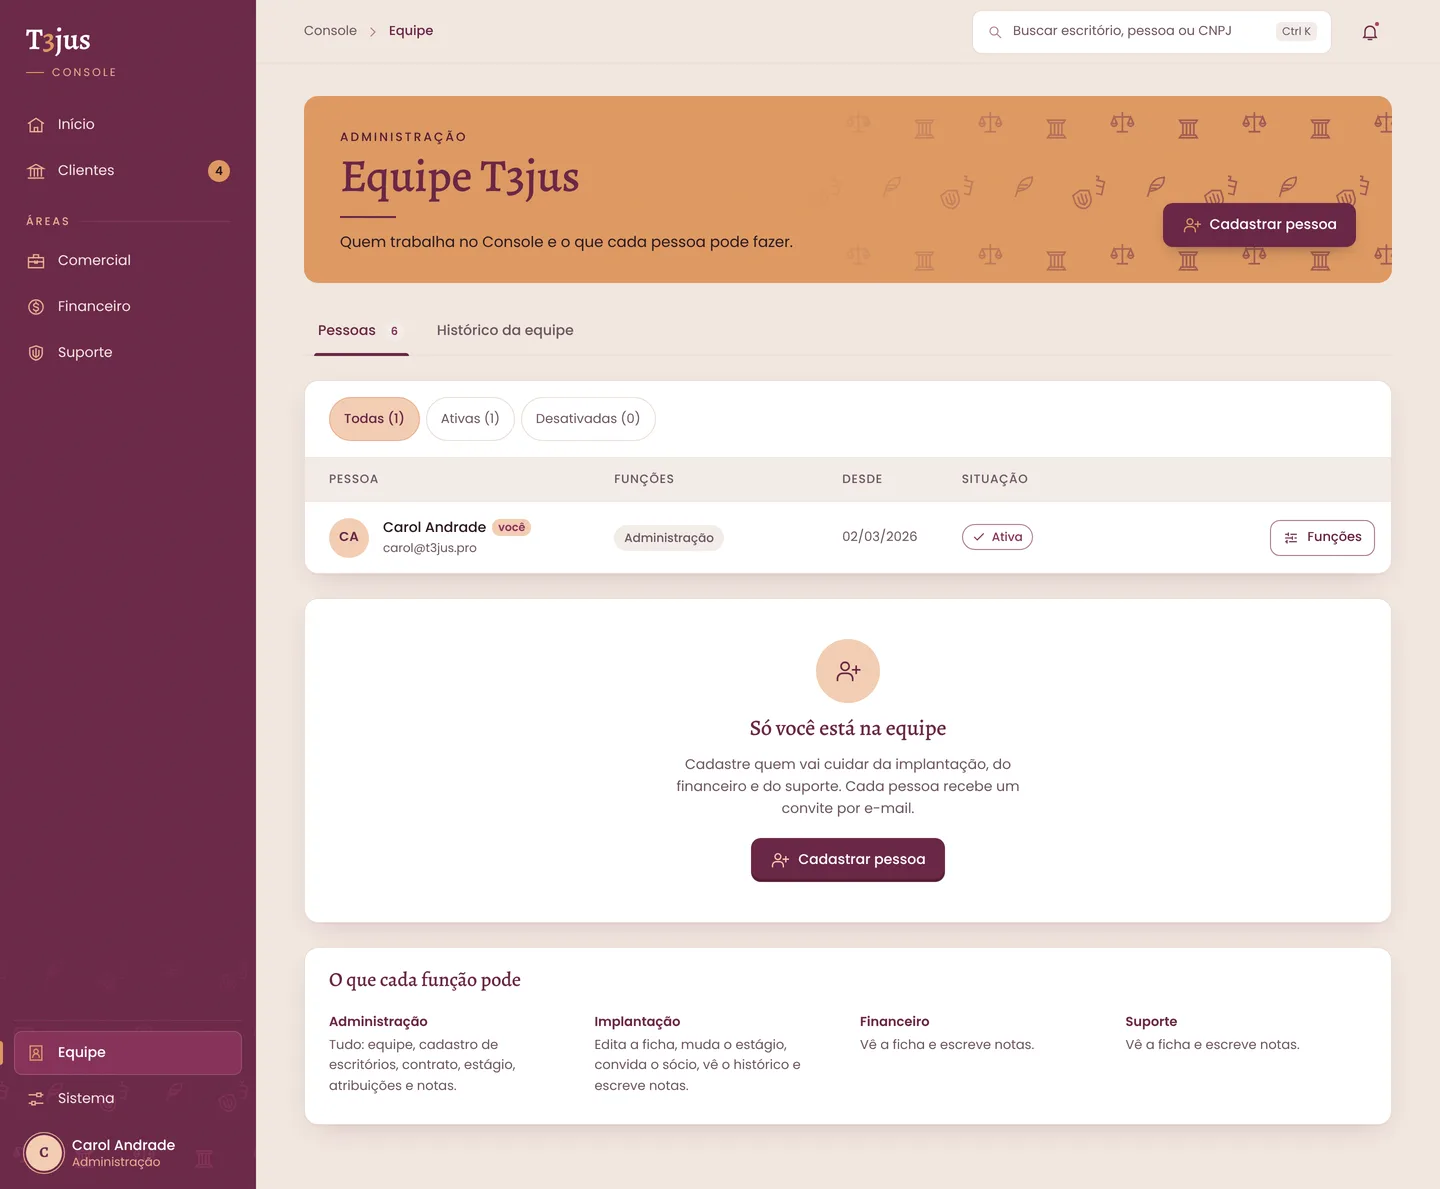 T3jus
CONSOLE
Início
Clientes
4
ÁREAS
Comercial
Financeiro
Suporte
Equipe
Sistema
C
Carol Andrade
Administração
Console
Equipe
Buscar escritório, pessoa ou CNPJ
Ctrl K
ADMINISTRAÇÃO
Equipe T3jus
Quem trabalha no Console e o que cada pessoa pode fazer.
Cadastrar pessoa
Pessoas 6
Histórico da equipe
Todas (1)
Ativas (1)
Desativadas (0)
PESSOA
FUNÇÕES
DESDE
SITUAÇÃO
CA
Carol Andrade você
carol@t3jus.pro
Administração
02/03/2026
Ativa
Funções
Só você está na equipe
Cadastre quem vai cuidar da implantação, do
financeiro e do suporte. Cada pessoa recebe um
convite por e-mail.
Cadastrar pessoa
O que cada função pode
Administração
Tudo: equipe, cadastro de
escritórios, contrato, estágio,
atribuições e notas.
Implantação
Edita a ficha, muda o estágio,
convida o sócio, vê o histórico e
escreve notas.
Financeiro
Vê a ficha e escreve notas.
Suporte
Vê a ficha e escreve notas.